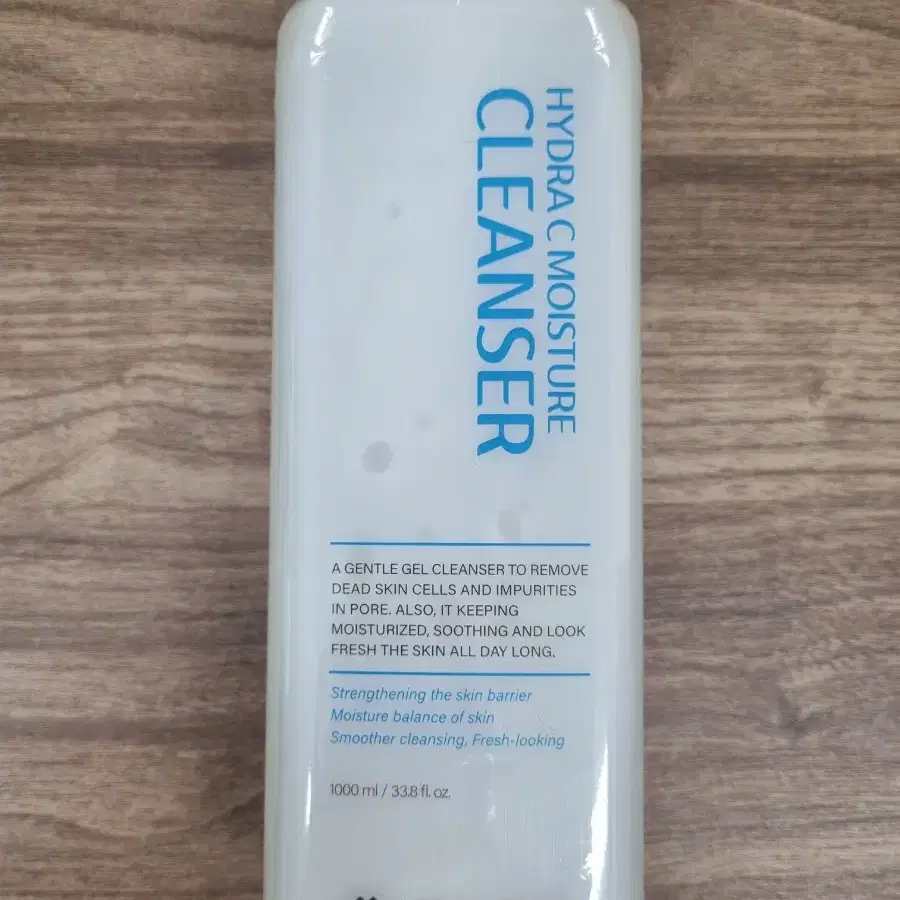 HYDRA C MOISTURE
CLEANSER
A GENTLE GEL CLEANSER TO REMOVE
DEAD SKIN CELLS AND IMPURITIES
IN PORE. ALSO, IT KEEPING
MOISTURIZED, SOOTHING AND LOOK
FRESH THE SKIN ALL DAY LONG.
Strengthening the skin barrier
Moisture balance of skin
Smoother cleansing, Fresh-looking
1000 ml / 33.8 fl. oz.